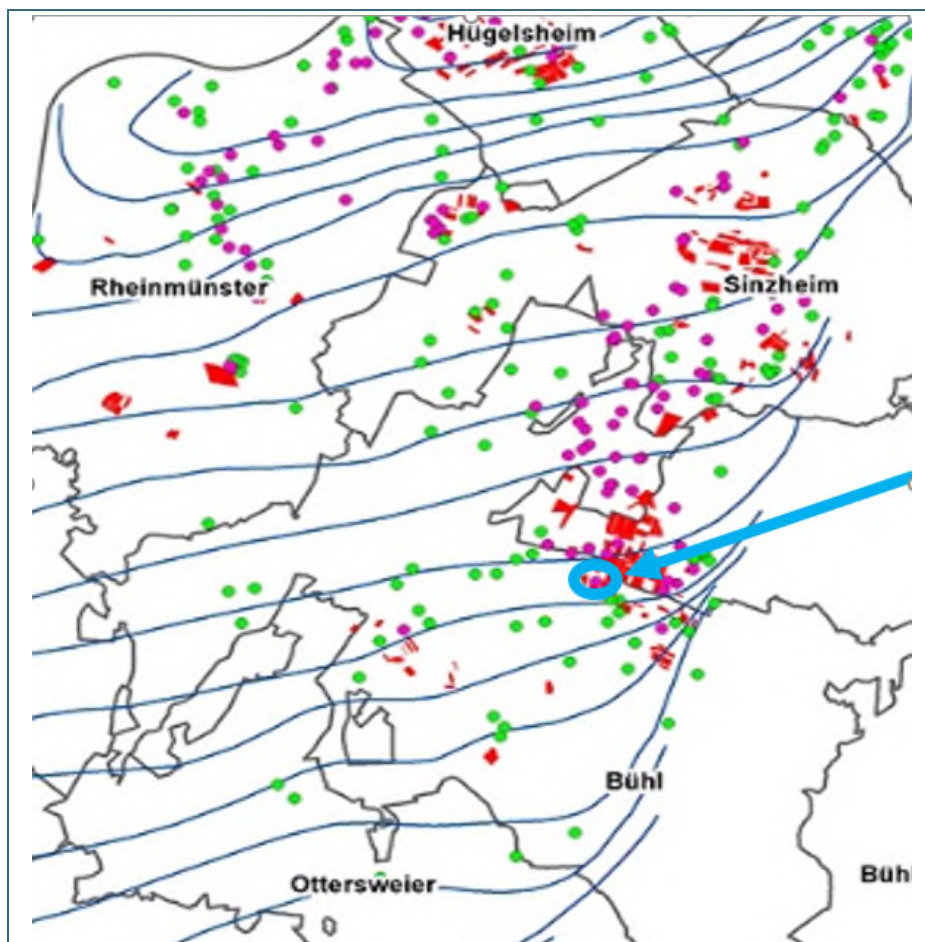 Hügelsheim
Rheinmünster
Sinzheim
Bühl
Ottersweier
Bühl